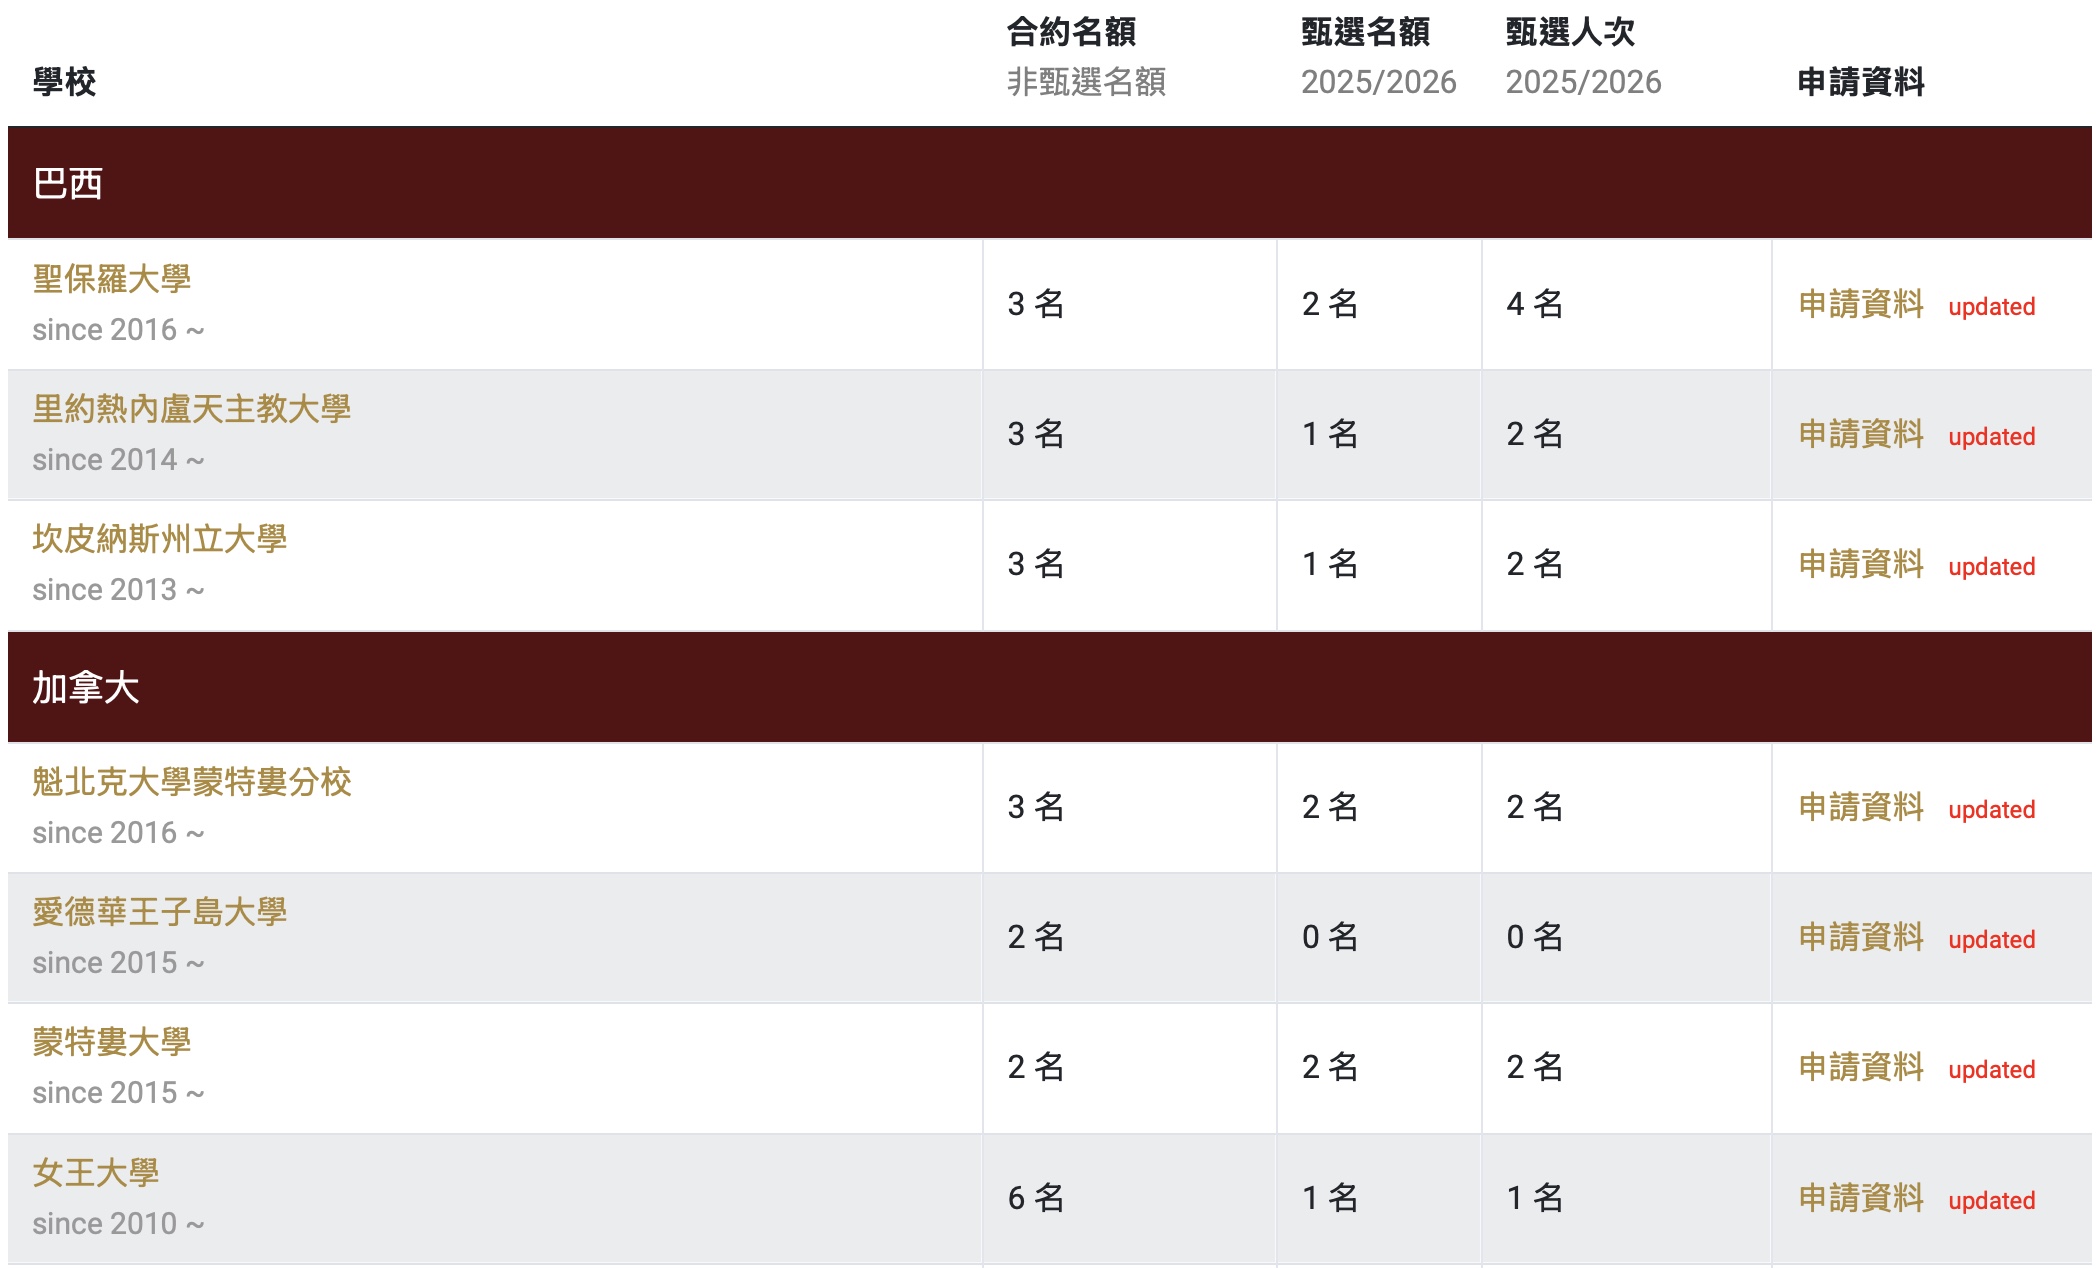 學校
合約名額
非甄選名額
甄選名額
2025/2026
甄選人次
2025/2026
申請資料
巴西
聖保羅大學
since 2016 ~
3 名
2 名
4 名
申請資料 updated
里約熱內盧天主教大學
since 2014 ~
3 名
1 名
2 名
申請資料 updated
坎皮納斯州立大學
since 2013 ~
3 名
1 名
2 名
申請資料 updated
加拿大
魁北克大學蒙特婁分校
since 2016 ~
3 名
2 名
2 名
申請資料 updated
愛德華王子島大學
since 2015 ~
2 名
0 名
0 名
申請資料 updated
蒙特婁大學
since 2015 ~
2 名
2 名
2 名
申請資料 updated
女王大學
since 2010 ~
6 名
1 名
1 名
申請資料 updated